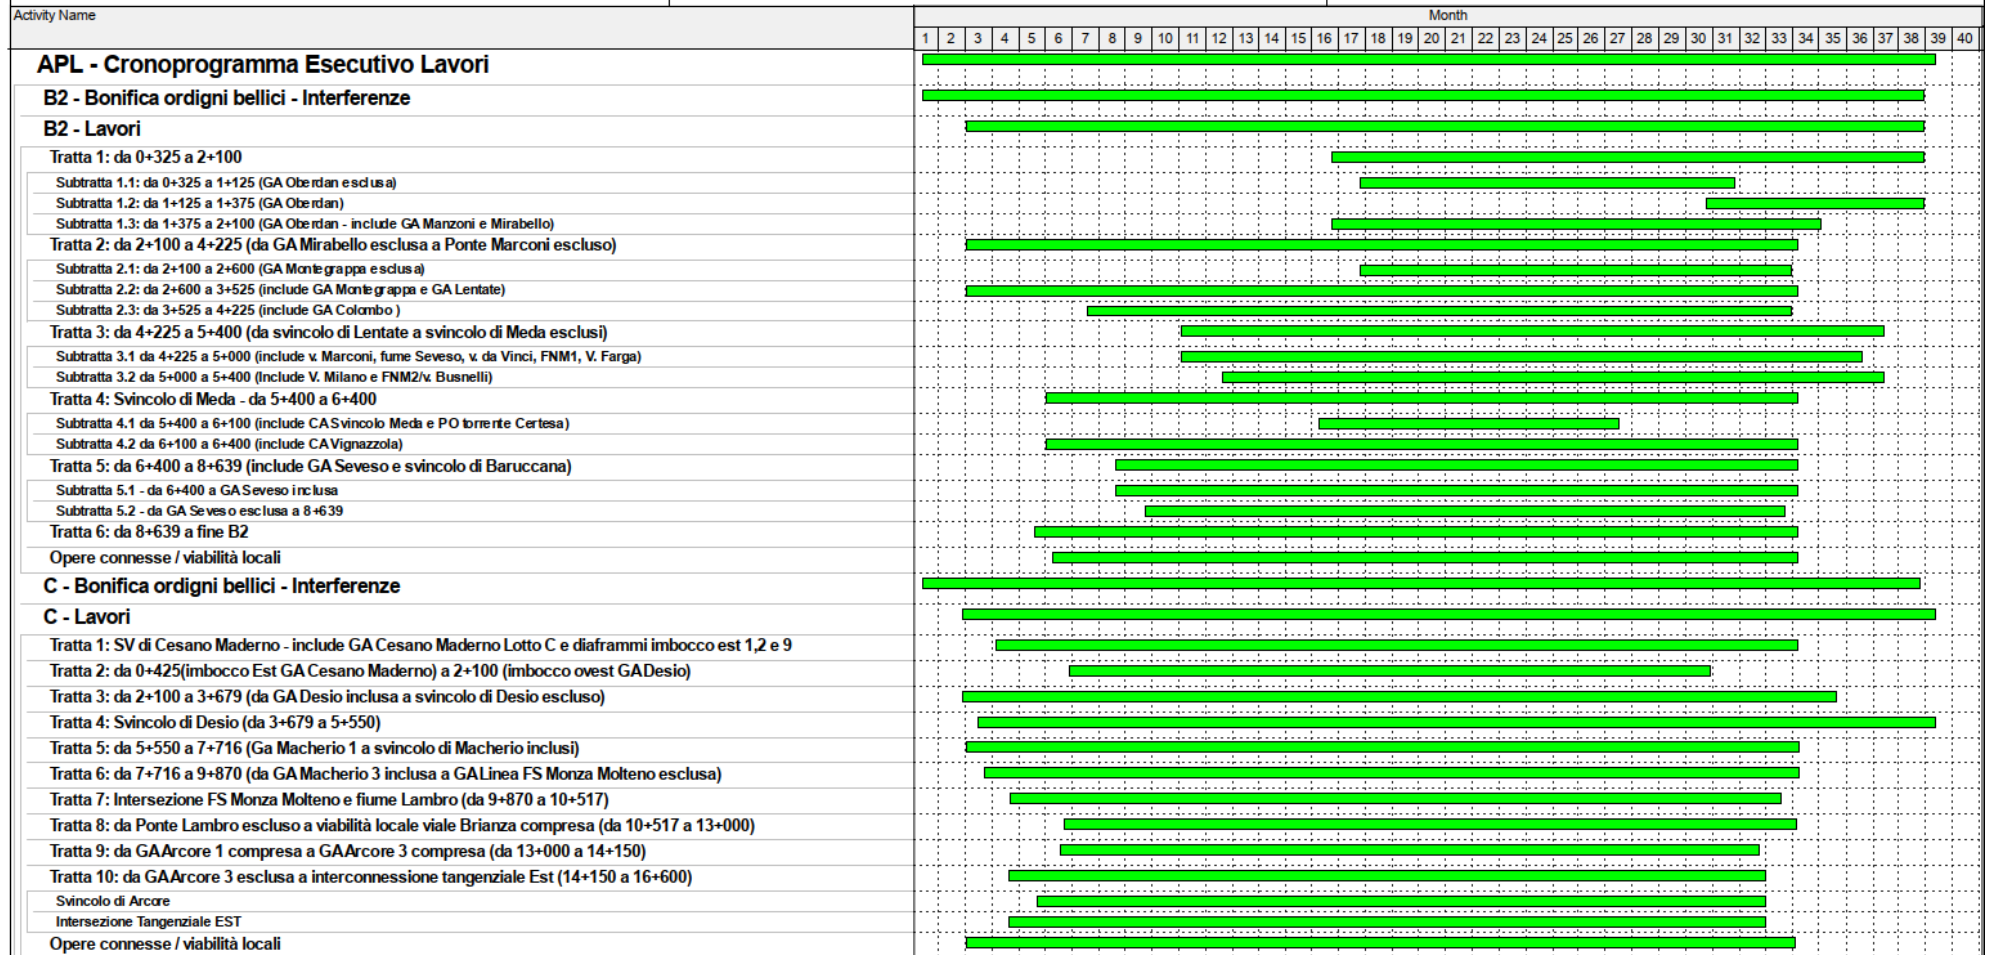 Activity Name
Month
1 2 3 4 5 6 7 8 9 10 11 12 13 14 15 16 17 18 19 20 21 22 23 24 25 26 27 28 29 30 31 32 33 34 35 36 37 38 39 40
APL - Cronoprogramma Esecutivo Lavori
B2 - Bonifica ordigni bellici - Interferenze
B2 - Lavori
Tratta 1: da 0+325 a 2+100
Subtratta 1.1: da 0+325 a 1+125 (GA Oberdan esclusa)
Subtratta 1.2: da 1+125 a 1+375 (GA Oberdan)
Subtratta 1.3: da 1+375 a 2+100 (GA Oberdan - include GA Manzoni e Mirabello)
Tratta 2: da 2+100 a 4+225 (da GA Mirabello esclusa a Ponte Marconi escluso)
Subtratta 2.1: da 2+100 a 2+600 (GA Montegrappa esclusa)
Subtratta 2.2: da 2+600 a 3+525 (include GA Montegrappa e GA Lentate)
Subtratta 2.3: da 3+525 a 4+225 (include GA Colombo )
Tratta 3: da 4+225 a 5+400 (da svincolo di Lentate a svincolo di Meda esclusi)
Subtratta 3.1 da 4+225 a 5+000 (include v. Marconi, fume Seveso, v. da Vinci, FNM1, V. Farga)
Subtratta 3.2 da 5+000 a 5+400 (Include V. Milano e FNM2/v. Busnelli)
Tratta 4: Svincolo di Meda - da 5+400 a 6+400
Subtratta 4.1 da 5+400 a 6+100 (include CA Svincolo Meda e PO torrente Certesa)
Subtratta 4.2 da 6+100 a 6+400 (include CA Vignazzola)
Tratta 5: da 6+400 a 8+639 (include GA Seveso e svincolo di Baruccana)
Subtratta 5.1 - da 6+400 a GA Seveso inclusa
Subtratta 5.2 - da GA Seveso esclusa a 8+639
Tratta 6: da 8+639 a fine B2
Opere connesse / viabilità locali
C - Bonifica ordigni bellici - Interferenze
C - Lavori
Tratta 1: SV di Cesano Maderno - include GA Cesano Maderno Lotto C e diaframmi imbocco est 1,2 e 9
Tratta 2: da 0+425(imbocco Est GA Cesano Maderno) a 2+100 (imbocco ovest GA Desio)
Tratta 3: da 2+100 a 3+679 (da GA Desio inclusa a svincolo di Desio escluso)
Tratta 4: Svincolo di Desio (da 3+679 a 5+550)
Tratta 5: da 5+550 a 7+716 (Ga Macherio 1 a svincolo di Macherio inclusi)
Tratta 6: da 7+716 a 9+870 (da GA Macherio 3 inclusa a GA Linea FS Monza Molteno esclusa)
Tratta 7: Intersezione FS Monza Molteno e fiume Lambro (da 9+870 a 10+517)
Tratta 8: da Ponte Lambro escluso a viabilità locale viale Brianza compresa (da 10+517 a 13+000)
Tratta 9: da GA Arcore 1 compresa a GA Arcore 3 compresa (da 13+000 a 14+150)
Tratta 10: da GA Arcore 3 esclusa a interconnessione tangenziale Est (14+150 a 16+600)
Svincolo di Arcore
Intersezione Tangenziale EST
Opere connesse / viabilità locali